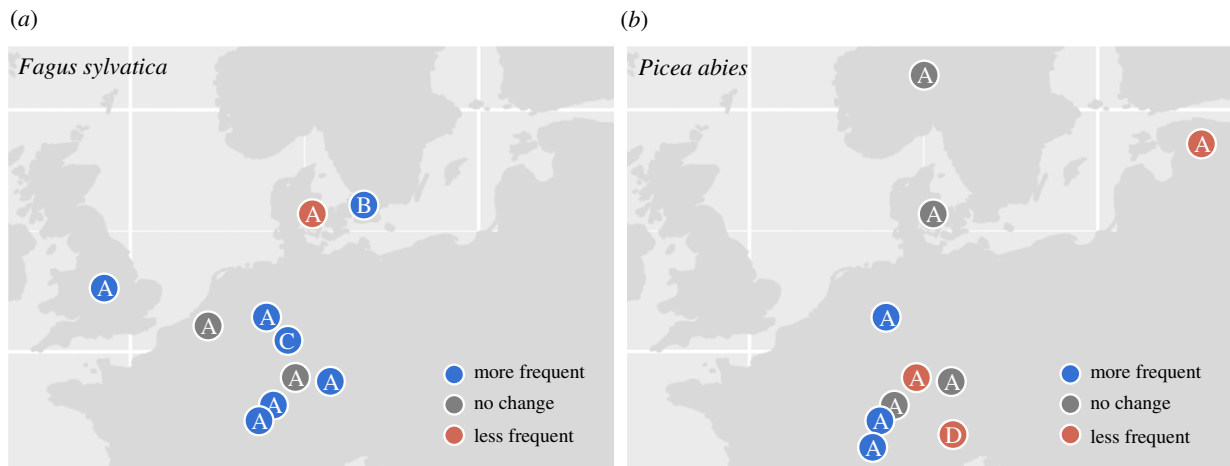 (a)
(b)
Fagus sylvatica
A
B
A
A
A
C
A
A
A
A
more frequent
no change
less frequent
Picea abies
A
A
A
A
A
A
A
A
D
A
more frequent
no change
less frequent